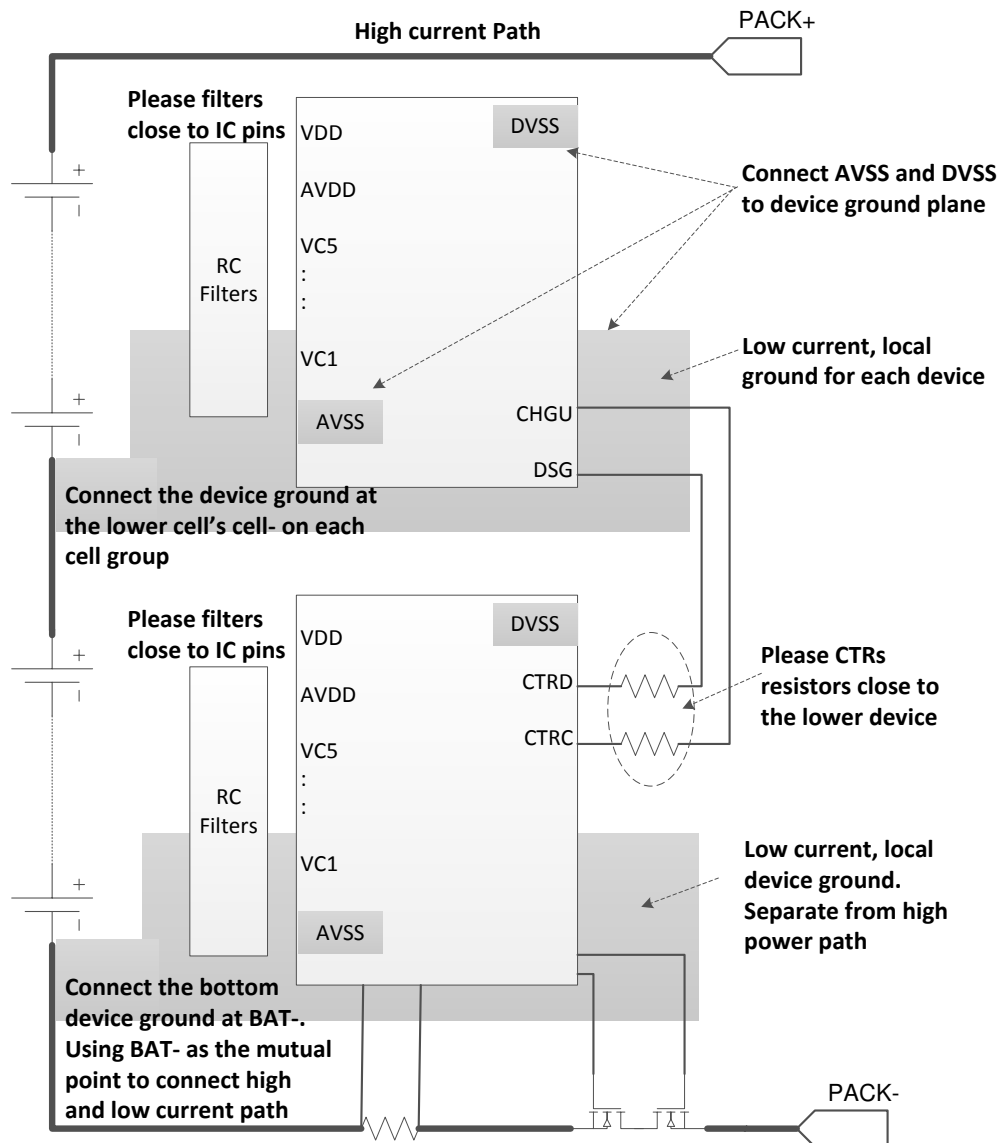 PACK+
High current Path
Please filters
close to IC pins
VDD
DVSS
AVDD
Connect AVSS and DVSS
to device ground plane
VC5
:
:
RC
Filters
VC1
Low current, local
ground for each device
AVSS
CHGU
DSG
Connect the device ground at
the lower cell's cell- on each
cell group
Please filters
close to IC pins
VDD
DVSS
AVDD
CTRD
Please CTRs
resistors close to
the lower device
CTRC
VC5
:
:
RC
Filters
VC1
Low current, local
device ground.
Separate from high
power path
AVSS
Connect the bottom
device ground at BAT-.
Using BAT- as the mutual
point to connect high
and low current path
PACK-
+
–
+
–
+
–
+
–